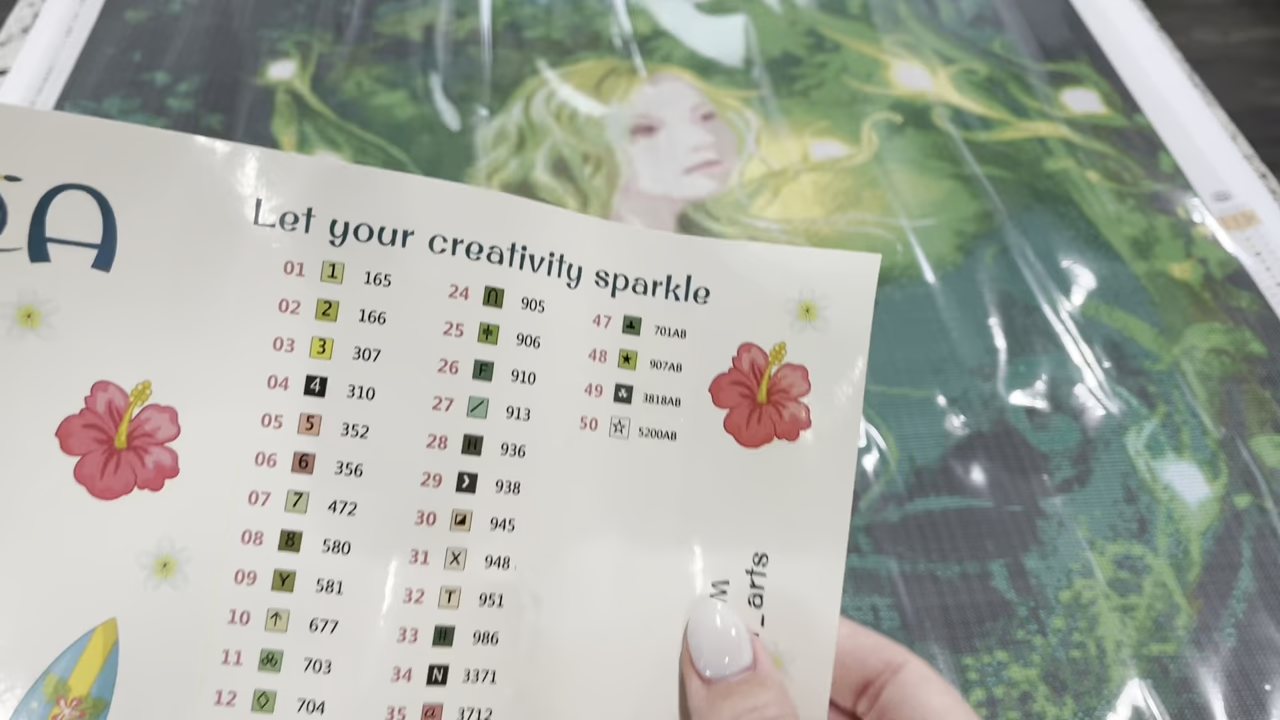 Let your creativity sparkle
01 1 165
02 2 166
03 3 307
04 4 310
05 5 352
06 6 356
07 7 472
08 8 580
09 Y 581
10 ↑ 677
11 703
12 ◇ 704
24 905
25 906
26 F 910
27 / 913
28 936
29 938
30 945
31 X 948
32 T 951
33 986
34 N 3371
35 a 3712
47 701AB
48 ★ 907AB
49 3818AB
50 ☆ 5200AB
_arts